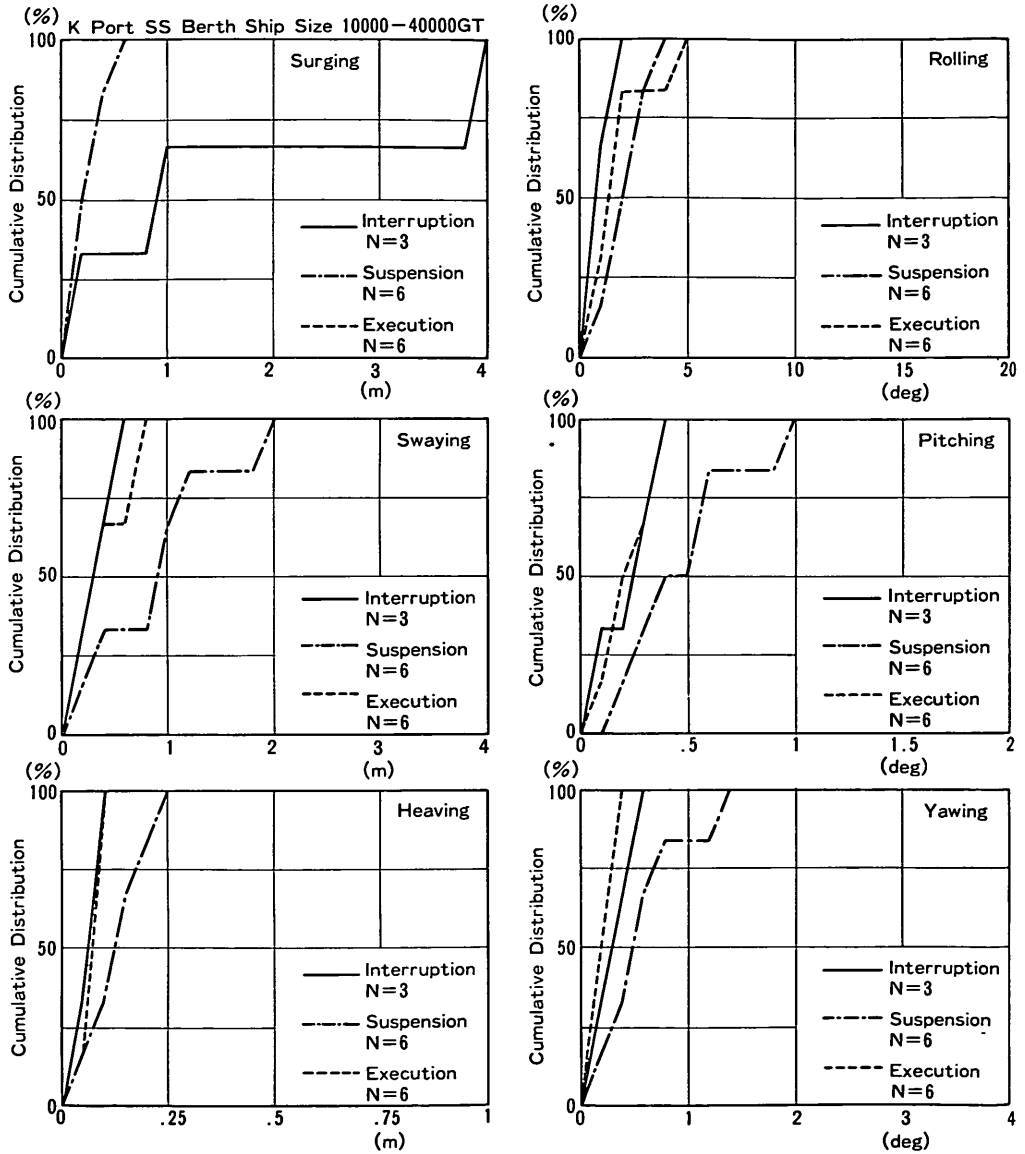 (%) K Port SS Berth Ship Size 10000-40000GT
Surging
Cumulative Distribution
100
50
0
Interruption
N=3
Suspension
N=6
Execution
N=6
0 1 2 3 4
(m)
(%)
Rolling
Cumulative Distribution
100
50
0
Interruption
N=3
Suspension
N=6
Execution
N=6
0 5 10 15 20
(deg)
(%)
Swaying
Cumulative Distribution
100
50
0
Interruption
N=3
Suspension
N=6
Execution
N=6
0 1 2 3 4
(m)
(%)
Pitching
Cumulative Distribution
100
50
0
Interruption
N=3
Suspension
N=6
Execution
N=6
0 .5 1 1.5 2
(deg)
(%)
Heaving
Cumulative Distribution
100
50
0
Interruption
N=3
Suspension
N=6
Execution
N=6
0 .25 .5 .75 1
(m)
(%)
Yawing
Cumulative Distribution
100
50
0
Interruption
N=3
Suspension
N=6
Execution
N=6
0 1 2 3 4
(deg)